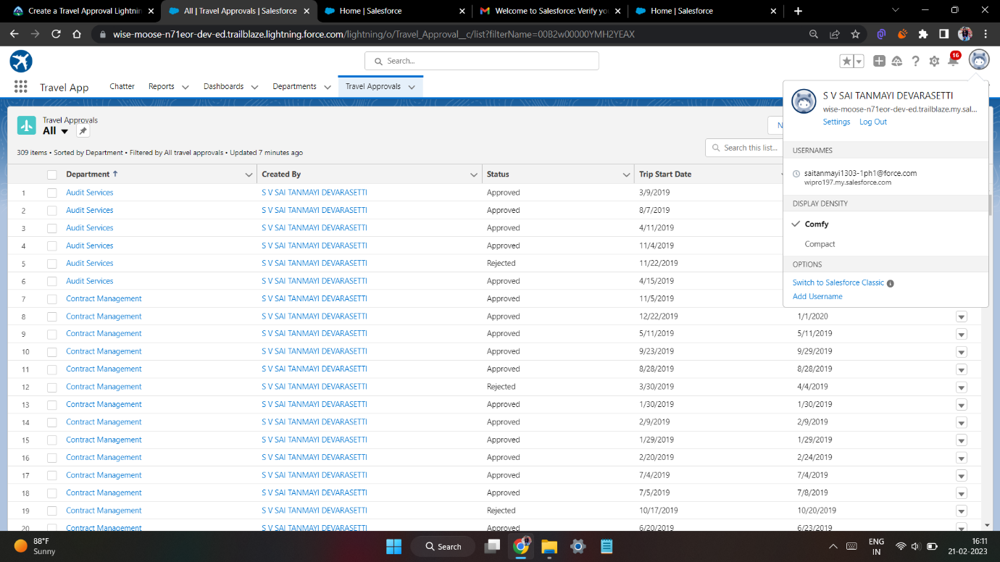 Create a Travel Approval Lightnin
All | Travel Approvals | Salesforce
Home | Salesforce
Welcome to Salesforce: Verify yo
Home | Salesforce
wise-moose-n71eor-dev-ed.trailblaze.lightning.force.com/lightning/o/Travel_Approval__c/list?filterName=00B2w00000YMH2YEAX
Search...
16
Travel App Chatter Reports Dashboards Departments Travel Approvals
S V SAI TANMAYI DEVARASETTI
wise-moose-n71eor-dev-ed.trailblaze.my.sal...
Settings Log Out
USERNAMES
saitanmayi1303-1ph1@force.com
wipro197.my.salesforce.com
DISPLAY DENSITY
Comfy
Compact
OPTIONS
Switch to Salesforce Classic
Add Username
Travel Approvals
All
N
309 items • Sorted by Department • Filtered by All travel approvals • Updated 7 minutes ago
Search this list...
Department ↑ Created By Status Trip Start Date
1 Audit Services S V SAI TANMAYI DEVARASETTI Approved 3/9/2019
2 Audit Services S V SAI TANMAYI DEVARASETTI Approved 8/7/2019
3 Audit Services S V SAI TANMAYI DEVARASETTI Approved 4/11/2019
4 Audit Services S V SAI TANMAYI DEVARASETTI Approved 11/4/2019
5 Audit Services S V SAI TANMAYI DEVARASETTI Rejected 11/22/2019
6 Audit Services S V SAI TANMAYI DEVARASETTI Approved 4/15/2019
7 Contract Management S V SAI TANMAYI DEVARASETTI Approved 11/5/2019
8 Contract Management S V SAI TANMAYI DEVARASETTI Approved 12/22/2019 1/1/2020
9 Contract Management S V SAI TANMAYI DEVARASETTI Approved 5/11/2019 5/11/2019
10 Contract Management S V SAI TANMAYI DEVARASETTI Approved 9/23/2019 9/29/2019
11 Contract Management S V SAI TANMAYI DEVARASETTI Approved 8/28/2019 8/28/2019
12 Contract Management S V SAI TANMAYI DEVARASETTI Rejected 3/30/2019 4/4/2019
13 Contract Management S V SAI TANMAYI DEVARASETTI Approved 1/30/2019 1/30/2019
14 Contract Management S V SAI TANMAYI DEVARASETTI Approved 2/9/2019 2/9/2019
15 Contract Management S V SAI TANMAYI DEVARASETTI Approved 1/29/2019 1/29/2019
16 Contract Management S V SAI TANMAYI DEVARASETTI Approved 2/20/2019 2/24/2019
17 Contract Management S V SAI TANMAYI DEVARASETTI Approved 7/4/2019 7/4/2019
18 Contract Management S V SAI TANMAYI DEVARASETTI Approved 7/5/2019 7/8/2019
19 Contract Management S V SAI TANMAYI DEVARASETTI Rejected 10/17/2019 10/20/2019
20 Contract Management S V SAI TANMAYI DEVARASETTI Approved 6/20/2019 6/23/2019
88°F
Sunny
Search
ENG
IN
16:11
21-02-2023